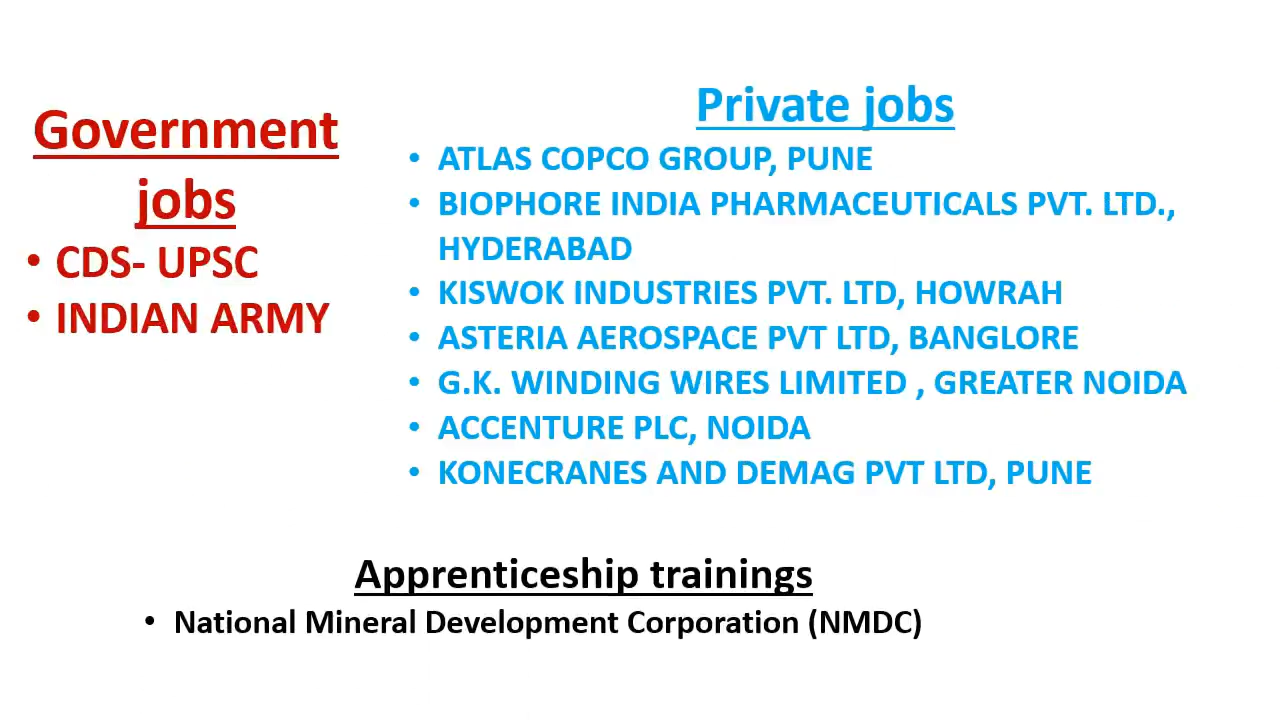 Government
jobs
• CDS- UPSC
• INDIAN ARMY
Private jobs
• ATLAS COPCO GROUP, PUNE
• BIOPHORE INDIA PHARMACEUTICALS PVT. LTD.,
HYDERABAD
• KISWOK INDUSTRIES PVT. LTD, HOWRAH
• ASTERIA AEROSPACE PVT LTD, BANGLORE
• G.K. WINDING WIRES LIMITED , GREATER NOIDA
• ACCENTURE PLC, NOIDA
• KONECRANES AND DEMAG PVT LTD, PUNE
Apprenticeship trainings
• National Mineral Development Corporation (NMDC)